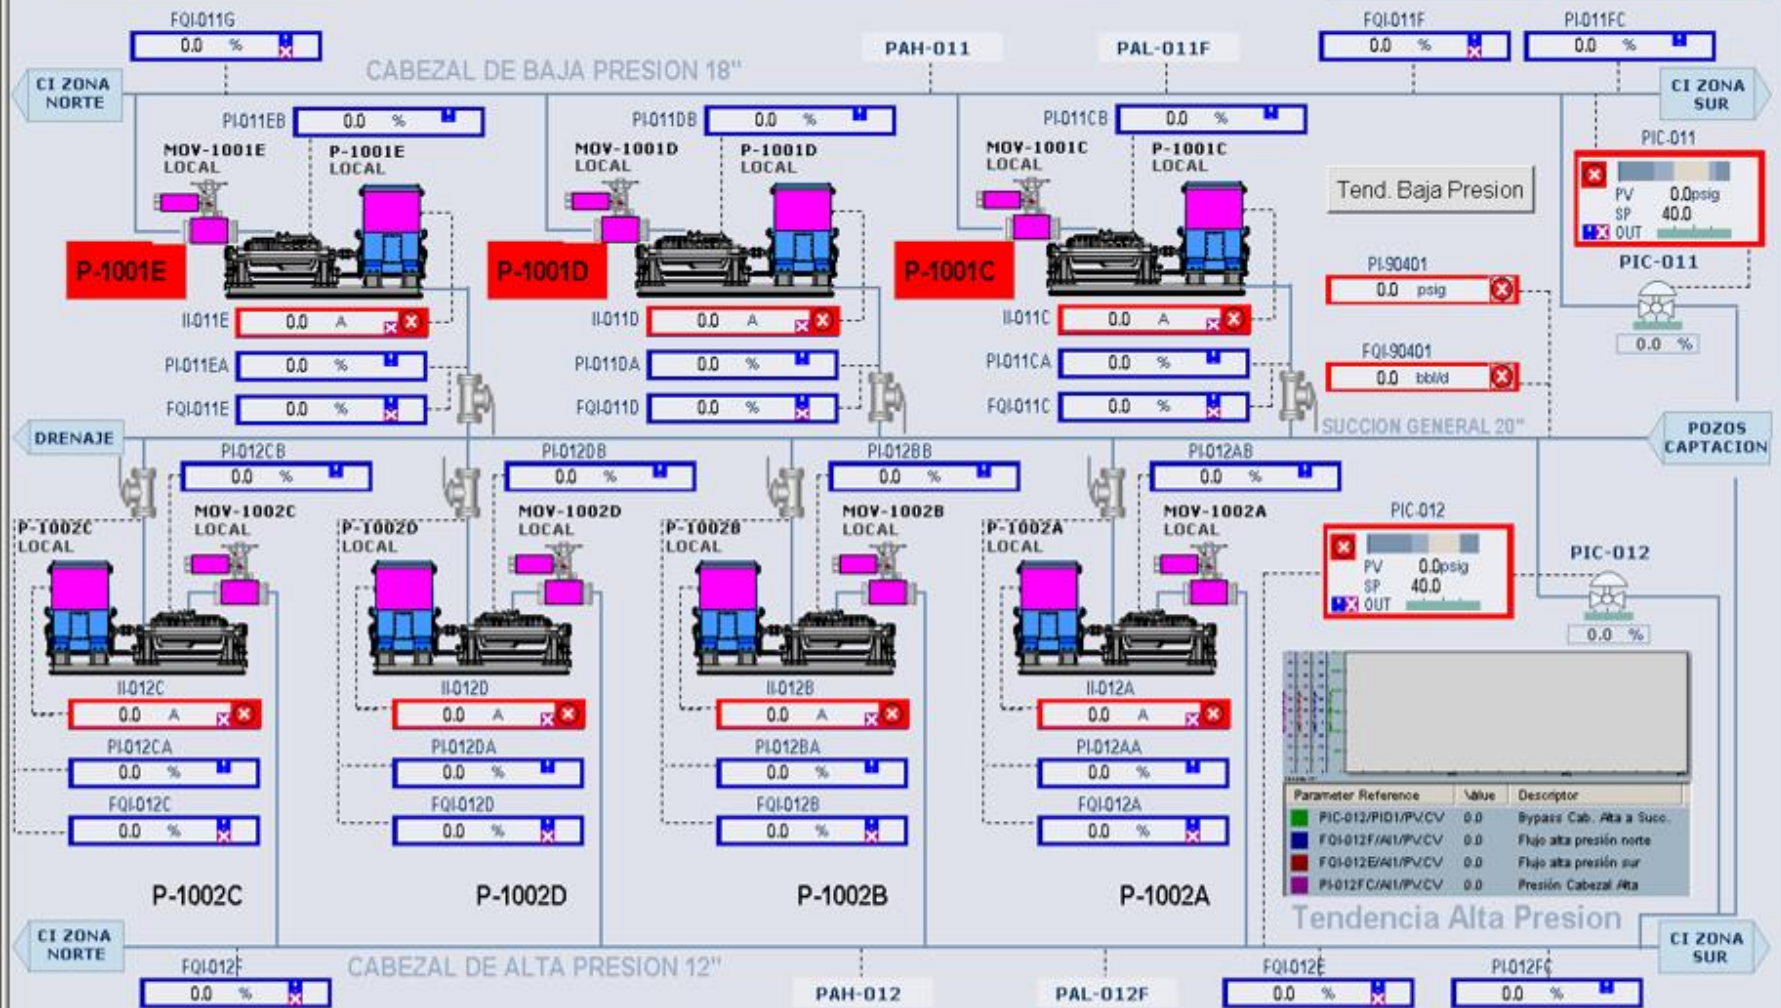 FQI-011G
0.0 %
CABEZAL DE BAJA PRESION 18"
PAH-011
PAL-011F
FQI-011F
0.0 %
PI-011FC
0.0 %
CI ZONA
NORTE
CI ZONA
SUR
PI-011EB
0.0 %
PI-011DB
0.0 %
PI-011CB
0.0 %
MOV-1001E
LOCAL
P-1001E
LOCAL
MOV-1001D
LOCAL
P-1001D
LOCAL
MOV-1001C
LOCAL
P-1001C
LOCAL
Tend. Baja Presion
PIC-011
PV 0.0psig
SP 40.0
OUT
P-1001E
P-1001D
P-1001C
PI-90401
0.0 psig
PIC-011
0.0 %
II-011E
0.0 A
II-011D
0.0 A
II-011C
0.0 A
PI-011EA
0.0 %
PI-011DA
0.0 %
PI-011CA
0.0 %
FQI-90401
0.0 bbl/d
FQI-011E
0.0 %
FQI-011D
0.0 %
FQI-011C
0.0 %
SUCCION GENERAL 20"
DRENAJE
POZOS
CAPTACION
PI-012CB
0.0 %
PI-012DB
0.0 %
PI-012BB
0.0 %
PI-012AB
0.0 %
P-1002C
LOCAL
MOV-1002C
LOCAL
P-1002D
LOCAL
MOV-1002D
LOCAL
P-1002B
LOCAL
MOV-1002B
LOCAL
P-1002A
LOCAL
MOV-1002A
LOCAL
PIC-012
PV 0.0psig
SP 40.0
OUT
PIC-012
0.0 %
II-012C
0.0 A
II-012D
0.0 A
II-012B
0.0 A
II-012A
0.0 A
PI-012CA
0.0 %
PI-012DA
0.0 %
PI-012BA
0.0 %
PI-012AA
0.0 %
FQI-012C
0.0 %
FQI-012D
0.0 %
FQI-012B
0.0 %
FQI-012A
0.0 %
Parameter Reference Value Descriptor
PIC-012/PID1/PV.CV 0.0 Bypass Cab. Alta a Succ.
FQI-012F/AI1/PV.CV 0.0 Flujo alta presión norte
FQI-012E/AI1/PV.CV 0.0 Flujo alta presión sur
PI-012FC/AI1/PV.CV 0.0 Presión Cabezal Alta
P-1002C
P-1002D
P-1002B
P-1002A
Tendencia Alta Presion
CI ZONA
NORTE
CI ZONA
SUR
FQI-012F
0.0 %
CABEZAL DE ALTA PRESION 12"
PAH-012
PAL-012F
FQI-012E
0.0 %
PI-012FC
0.0 %